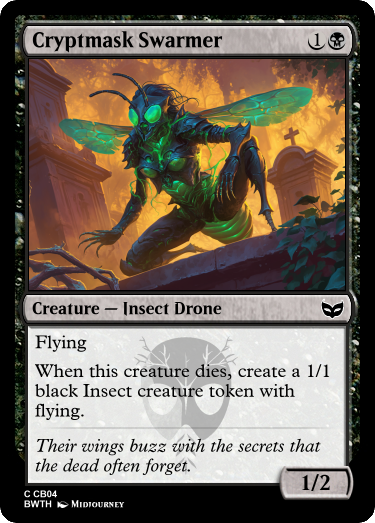 Cryptmask Swarmer 1
Creature — Insect Drone
Flying
When this creature dies, create a 1/1
black Insect creature token with
flying.
Their wings buzz with the secrets that
the dead often forget.
1/2
C CB04
BWTH Midjourney